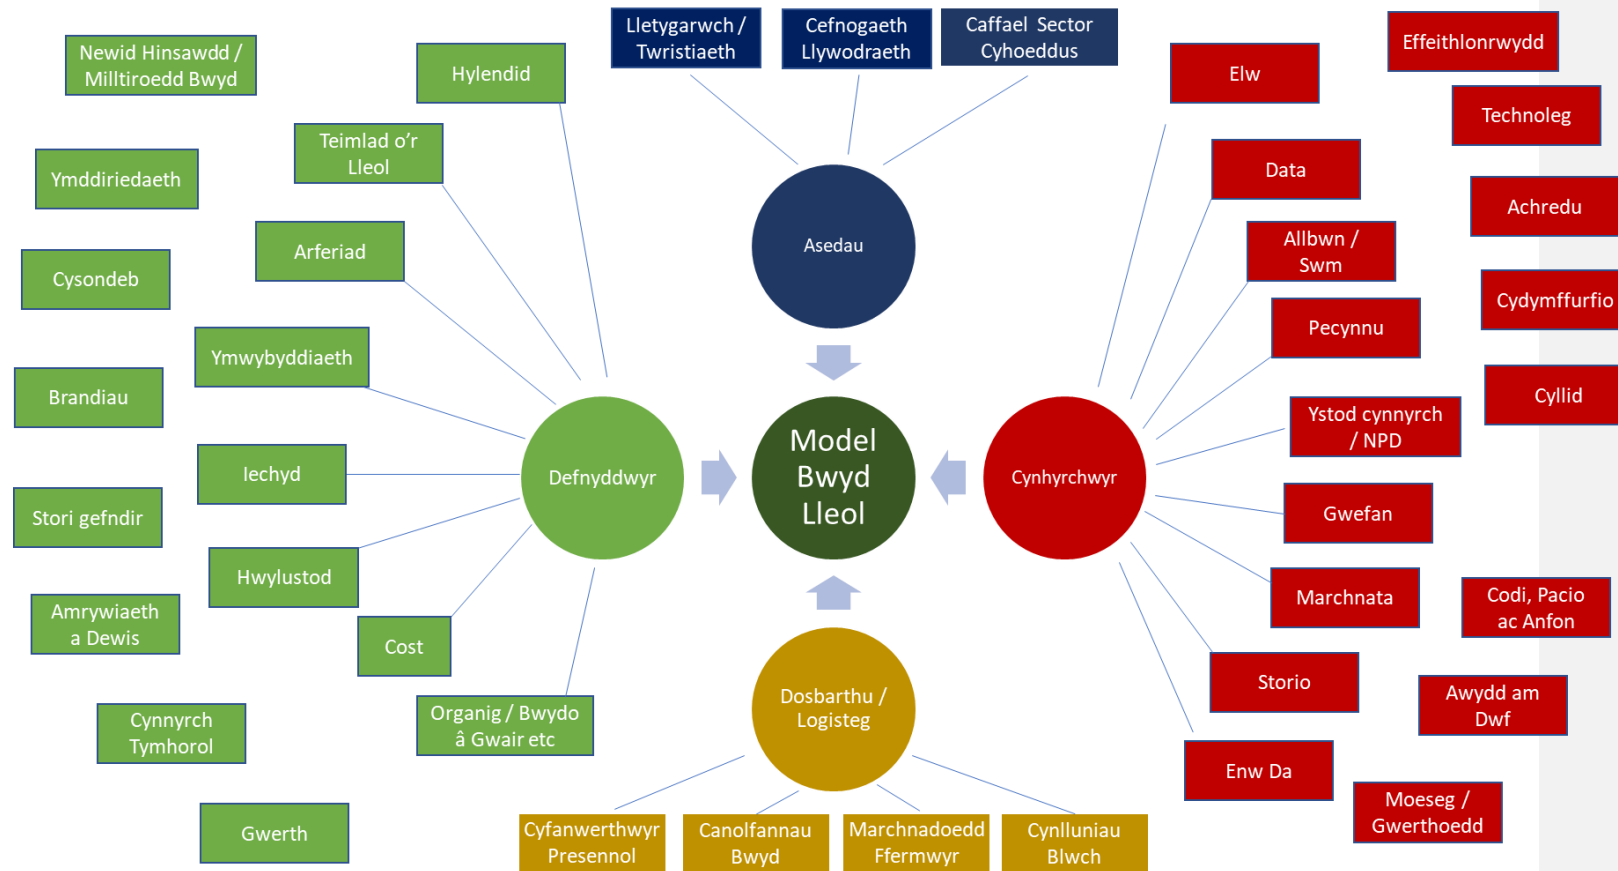 Newid Hinsawdd /
Milltiroedd Bwyd
Ymddiriedaeth
Cysondeb
Brandiau
Stori gefndir
Amrywiaeth
a Dewis
Cynnyrch
Tymhorol
Gwerth
Hylendid
Teimlad o’r
Lleol
Arferiad
Ymwybyddiaeth
Iechyd
Hwylustod
Cost
Organig / Bwydo
â Gwair etc
Defnyddwyr
Lletygarwch /
Twristiaeth
Cefnogaeth
Llywodraeth
Caffael Sector
Cyhoeddus
Asedau
Model
Bwyd
Lleol
Dosbarthu /
Logisteg
Cyfanwerthwyr
Presennol
Canolfannau
Bwyd
Marchnadoedd
Ffermwyr
Cynlluniau
Blwch
Cynhyrchwyr
Elw
Data
Allbwn /
Swm
Pecynnu
Ystod cynnyrch
/ NPD
Gwefan
Marchnata
Storio
Enw Da
Effeithlonrwydd
Technoleg
Achredu
Cydymffurfio
Cyllid
Codi, Pacio
ac Anfon
Awydd am
Dwf
Moeseg /
Gwerthoedd